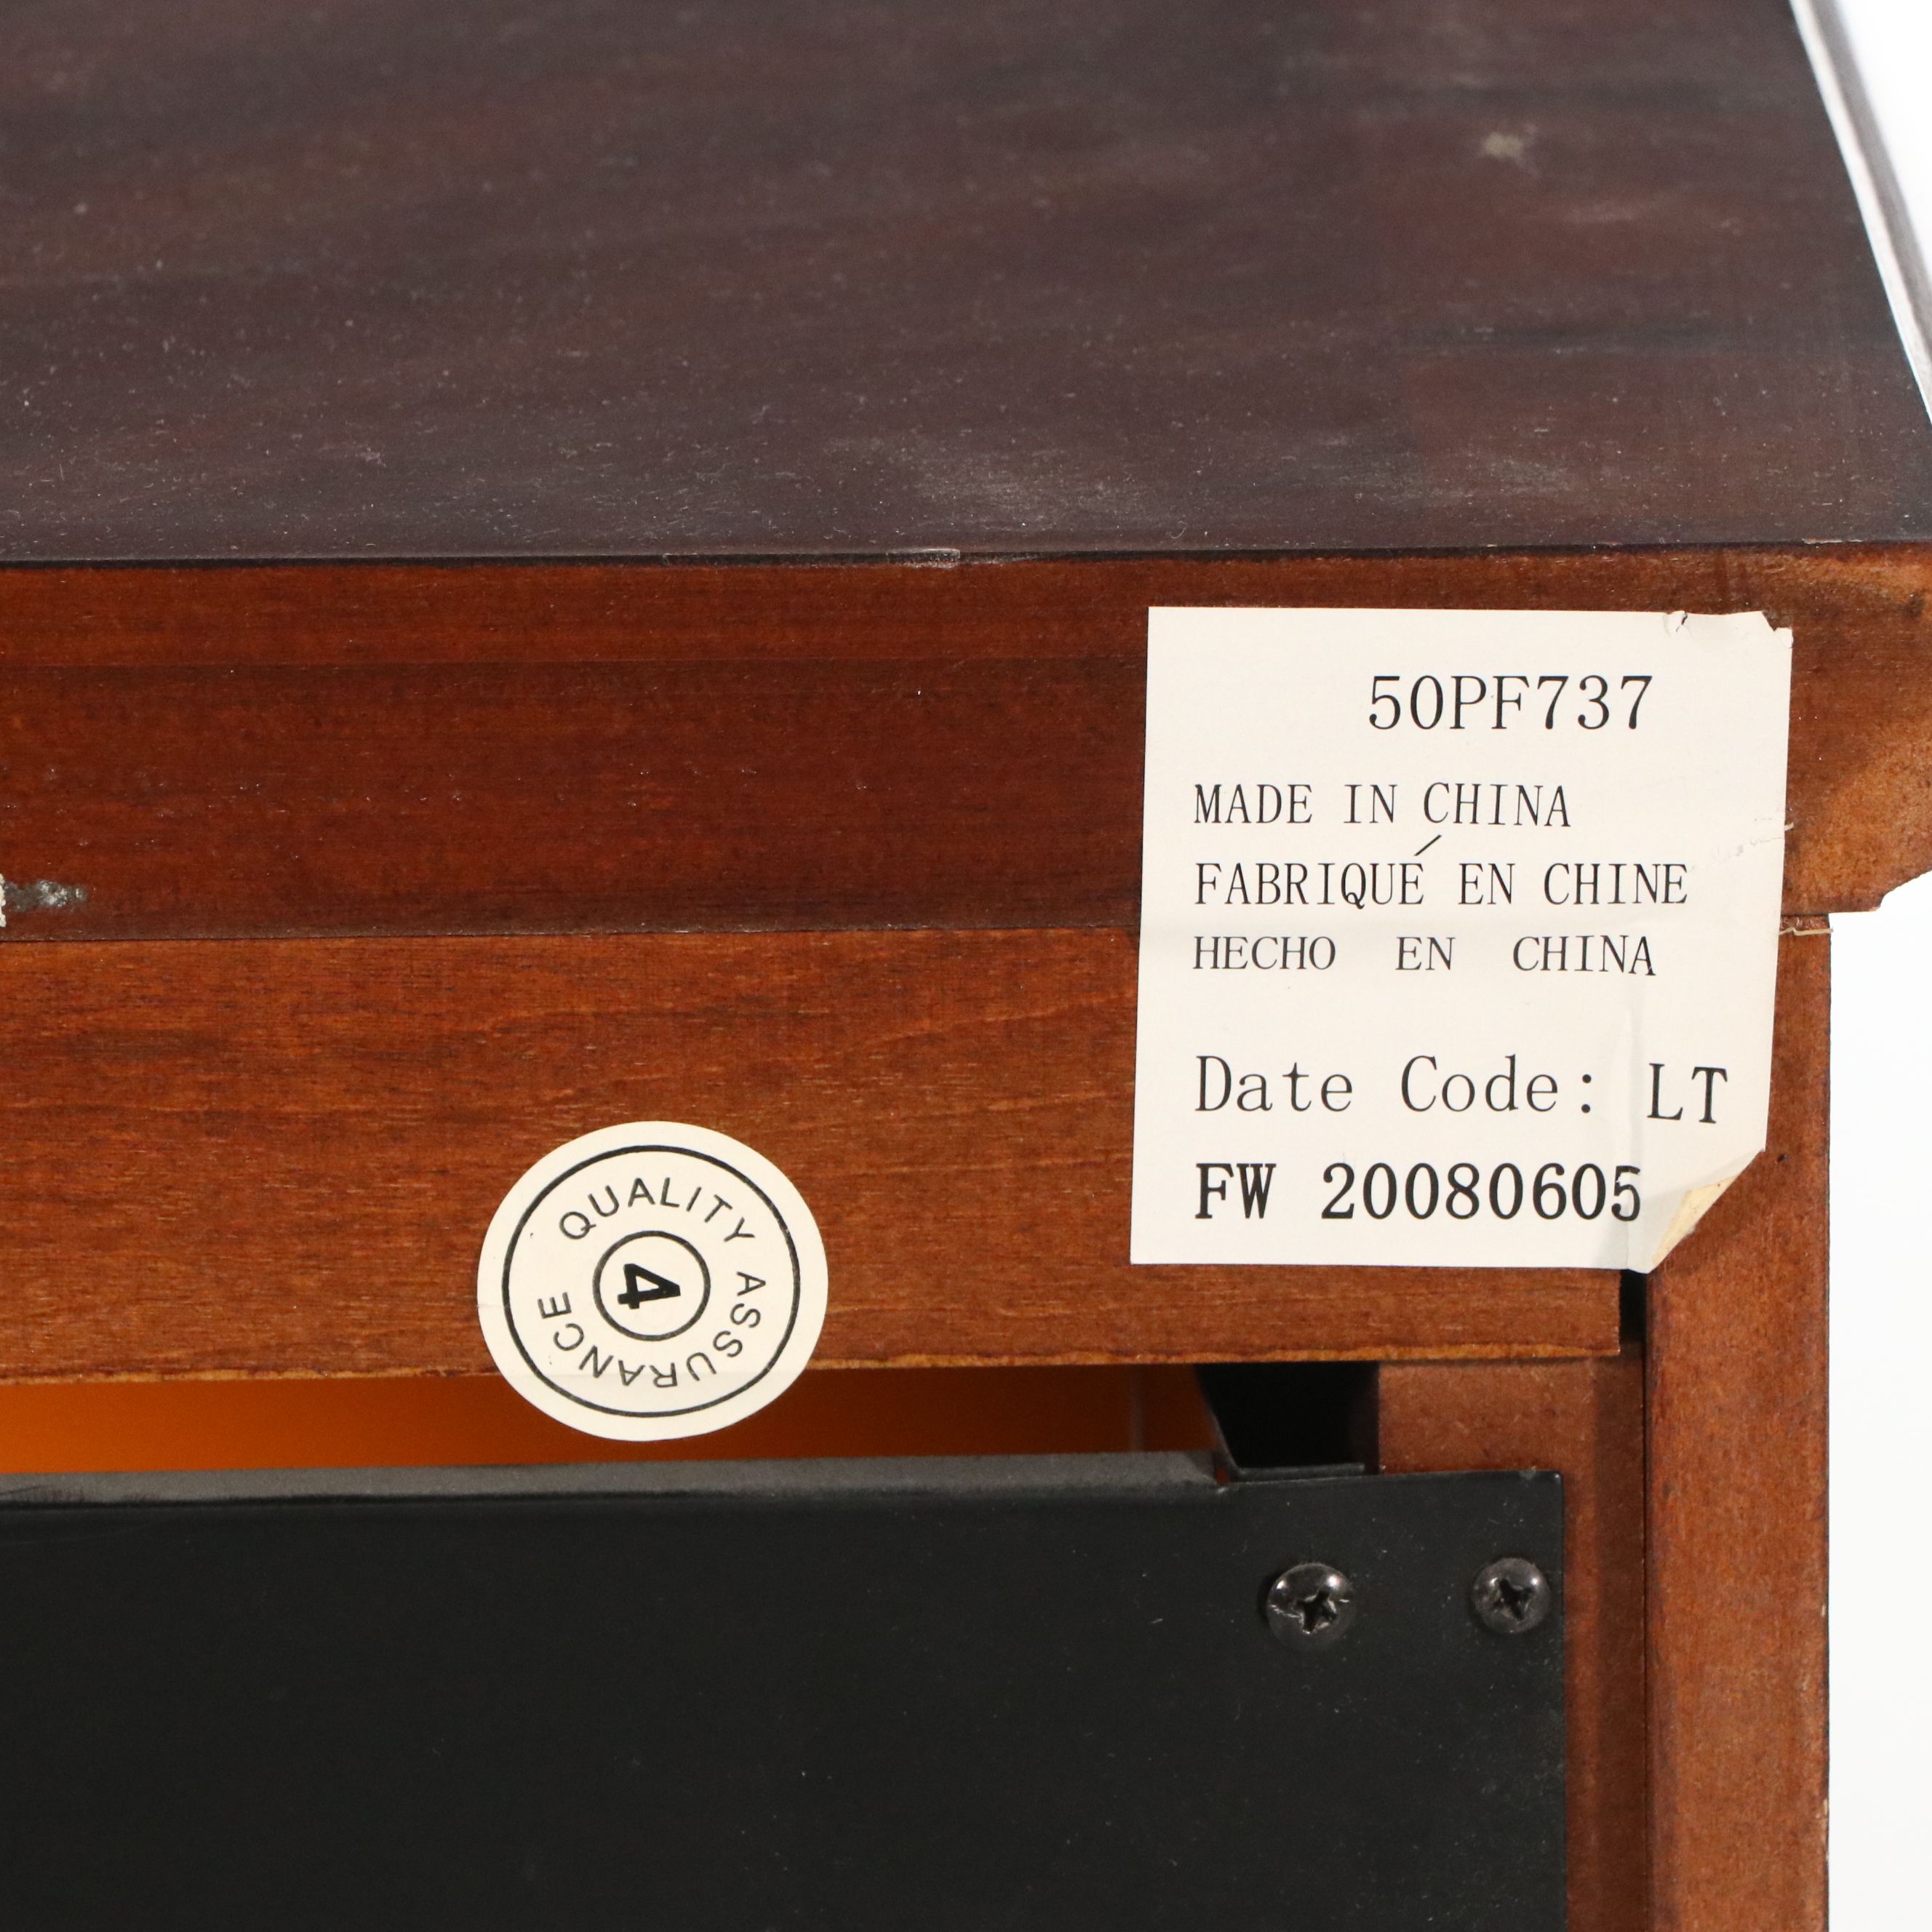 50PF737
MADE IN CHINA
FABRIQUÉ EN CHINE
HECHO EN CHINA
Date Code: LT
FW 20080605
QUALITY ASSURANCE
4